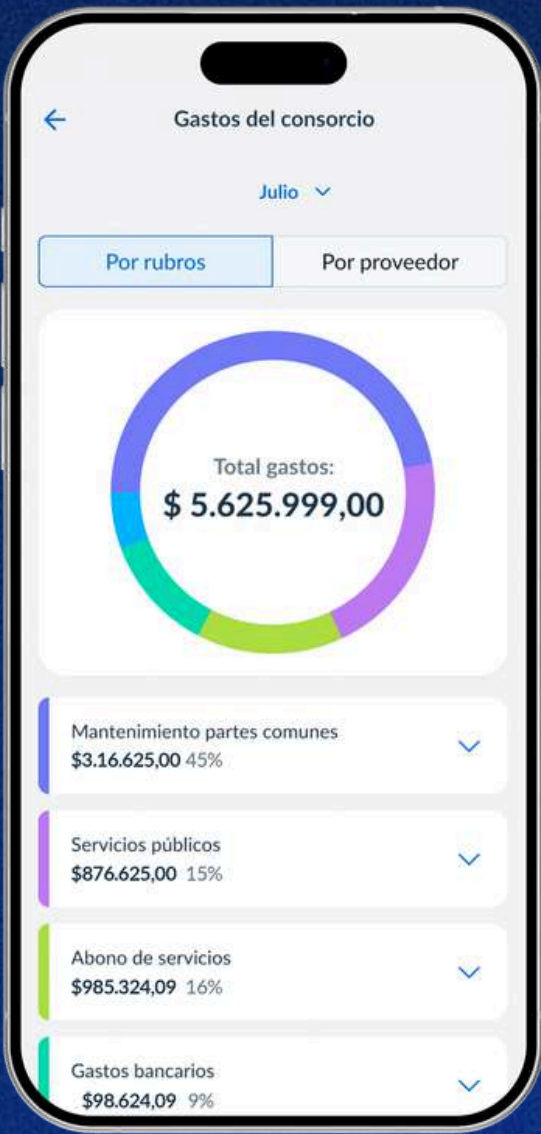 Gastos del consorcio
Julio
Por rubros
Por proveedor
Total gastos:
$ 5.625.999,00
Mantenimiento partes comunes
$3.16.625,00 45%
Servicios públicos
$876.625,00 15%
Abono de servicios
$985.324,09 16%
Gastos bancarios
$98.624,09 9%